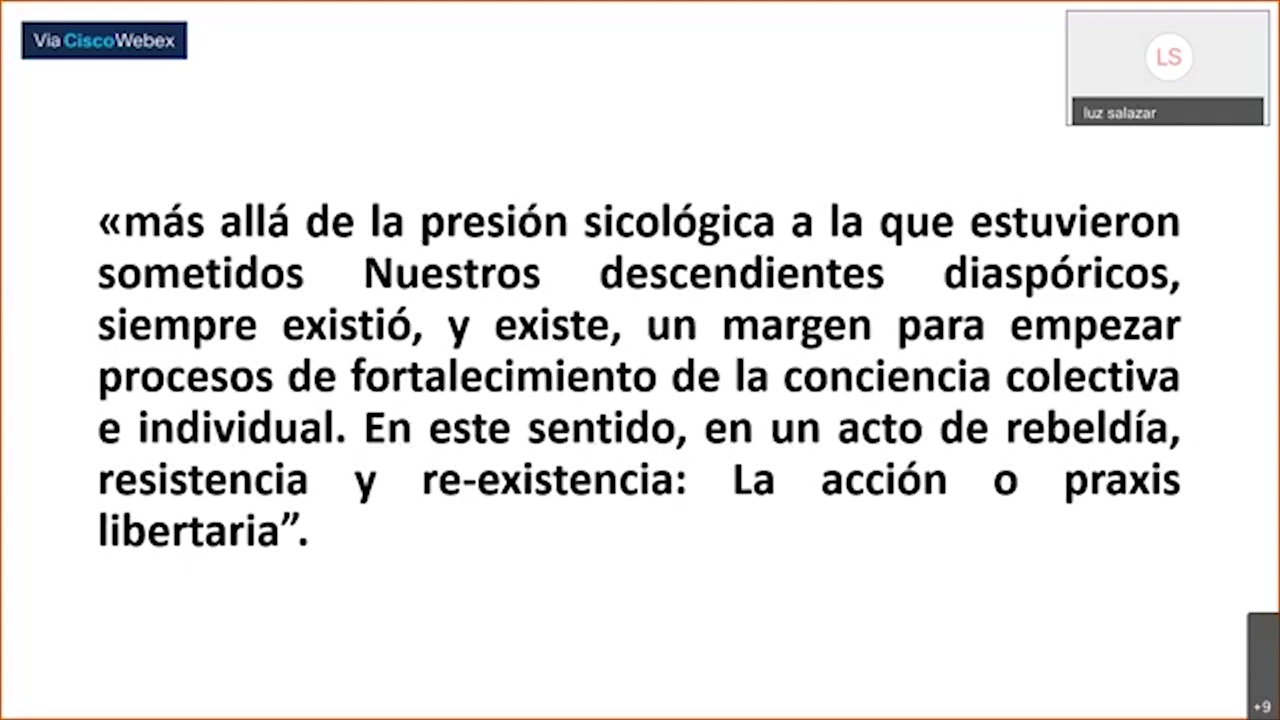 Vía CiscoWebex
LS
luz salazar
«más allá de la presión sicológica a la que estuvieron
sometidos Nuestros descendientes diaspóricos,
siempre existió, y existe, un margen para empezar
procesos de fortalecimiento de la conciencia colectiva
e individual. En este sentido, en un acto de rebeldía,
resistencia y re-existencia: La acción o praxis
libertaria”.
+9